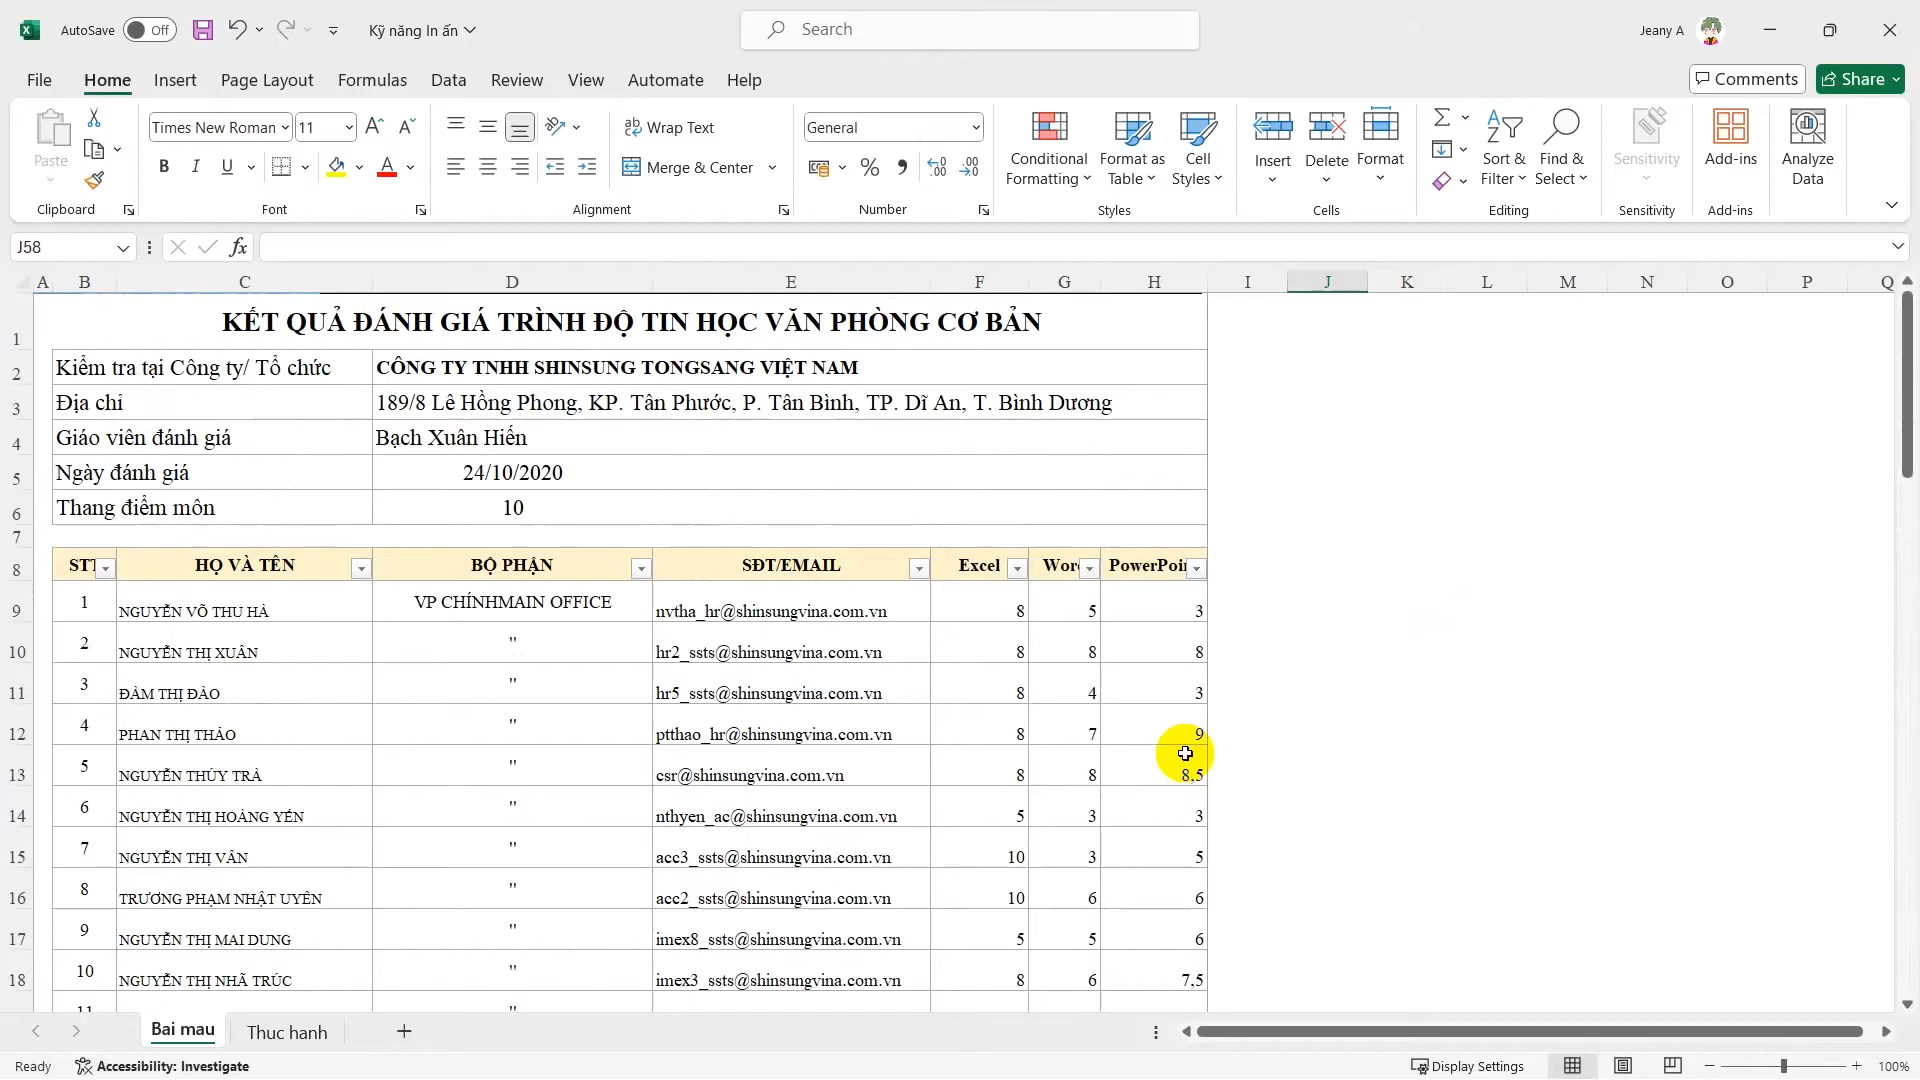 AutoSave Off Kỹ năng In ấn Search Jeany A
File Home Insert Page Layout Formulas Data Review View Automate Help Comments Share
Paste Times New Roman 11 Wrap Text General
B I U Merge & Center % 9 .00
Conditional Formatting Format as Table Cell Styles Insert Delete Format Sort & Filter Find & Select Sensitivity Add-ins Analyze Data
Clipboard Font Alignment Number Styles Cells Editing Sensitivity Add-ins
J58 fx
A B C D E F G H I J K L M N O P Q
1 KẾT QUẢ ĐÁNH GIÁ TRÌNH ĐỘ TIN HỌC VĂN PHÒNG CƠ BẢN
2 Kiểm tra tại Công ty/ Tổ chức CÔNG TY TNHH SHINSUNG TONGSANG VIỆT NAM
3 Địa chỉ 189/8 Lê Hồng Phong, KP. Tân Phước, P. Tân Bình, TP. Dĩ An, T. Bình Dương
4 Giáo viên đánh giá Bạch Xuân Hiến
5 Ngày đánh giá 24/10/2020
6 Thang điểm môn 10
7
8 STT HỌ VÀ TÊN BỘ PHẬN SĐT/EMAIL Excel Word PowerPoin
9 1 NGUYỄN VÕ THU HÀ VP CHÍNHMAIN OFFICE nvtha_hr@shinsungvina.com.vn 8 5 3
10 2 NGUYỄN THỊ XUÂN " hr2_ssts@shinsungvina.com.vn 8 8 8
11 3 ĐÀM THỊ ĐÀO " hr5_ssts@shinsungvina.com.vn 8 4 3
12 4 PHAN THỊ THẢO " ptthao_hr@shinsungvina.com.vn 8 7 9
13 5 NGUYỄN THÚY TRÀ " csr@shinsungvina.com.vn 8 8 8,5
14 6 NGUYỄN THỊ HOÀNG YẾN " nthyen_ac@shinsungvina.com.vn 5 3 3
15 7 NGUYỄN THỊ VÂN " acc3_ssts@shinsungvina.com.vn 10 3 5
16 8 TRƯƠNG PHẠM NHẬT UYÊN " acc2_ssts@shinsungvina.com.vn 10 6 6
17 9 NGUYỄN THỊ MAI DUNG " imex8_ssts@shinsungvina.com.vn 5 5 6
18 10 NGUYỄN THỊ NHÃ TRÚC " imex3_ssts@shinsungvina.com.vn 8 6 7,5
11 "
Bai mau Thuc hanh
Ready Accessibility: Investigate Display Settings 100%